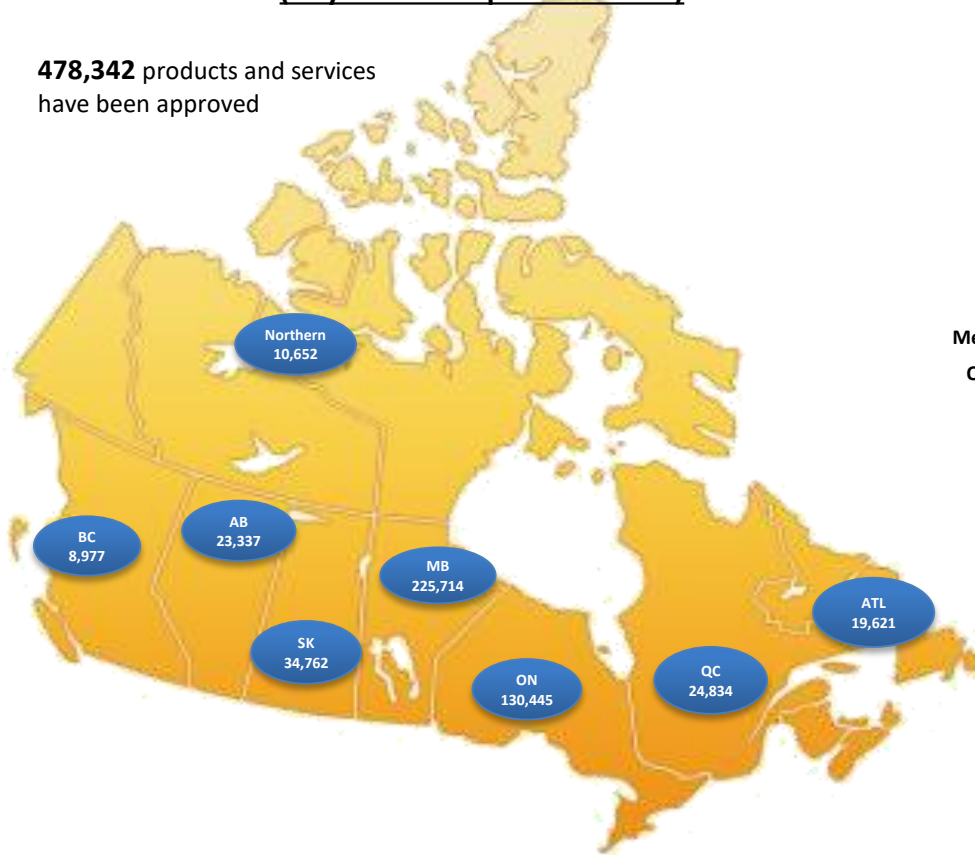 478,342 products and services
have been approved
Northern
10,652
BC
8,977
AB
23,337
MB
225,714
SK
34,762
ON
130,445
QC
24,834
ATL
19,621